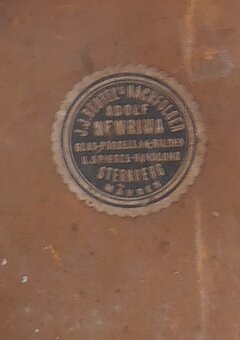 NACHFOLGER
ADOLF
GLAS-PORZELLAN-BILDER
U. SPIEGEL-HANDLUNG
STERNBERG
MÄHREN